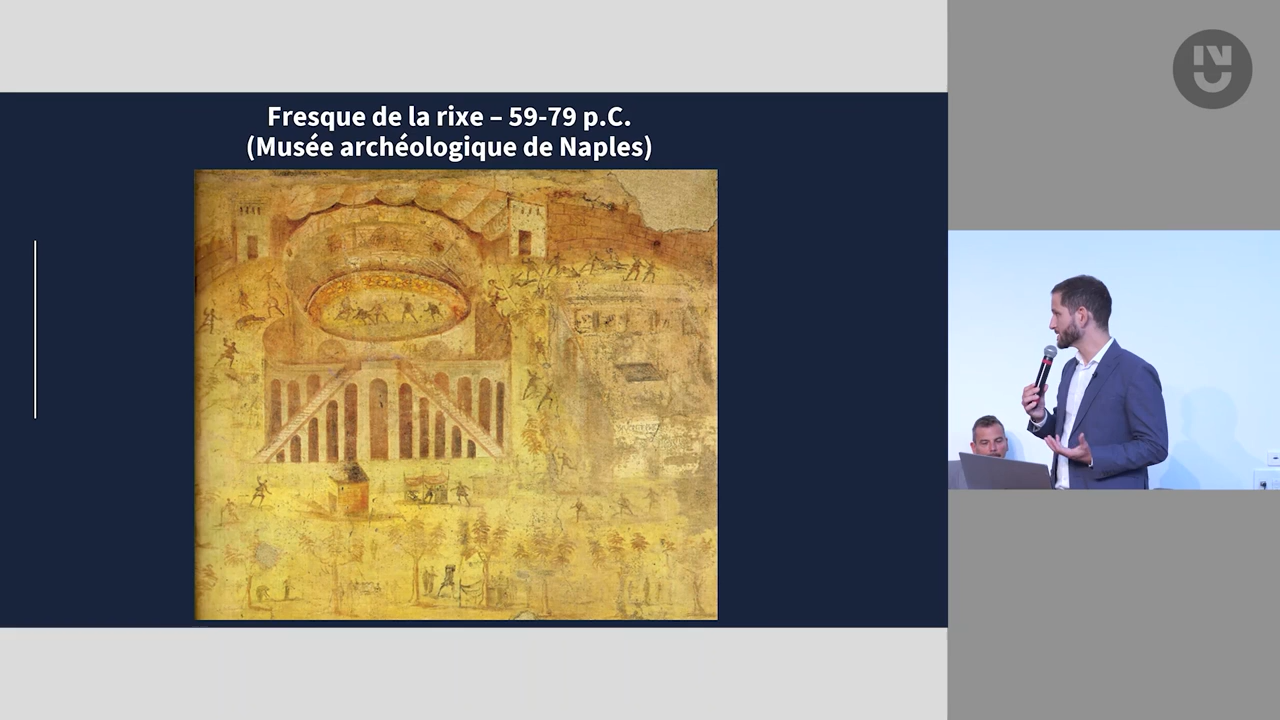 Fresque de la rixe – 59-79 p.C.
(Musée archéologique de Naples)